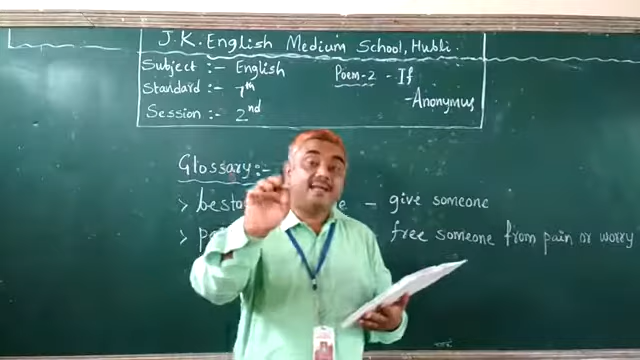 J.K. English Medium School, Hubli.
Subject :- English
Standard :- 7th
Session :- 2nd
Poem-2 - If
-Anonymus
Glossary :-
> - give someone
> free someone from pain or worry